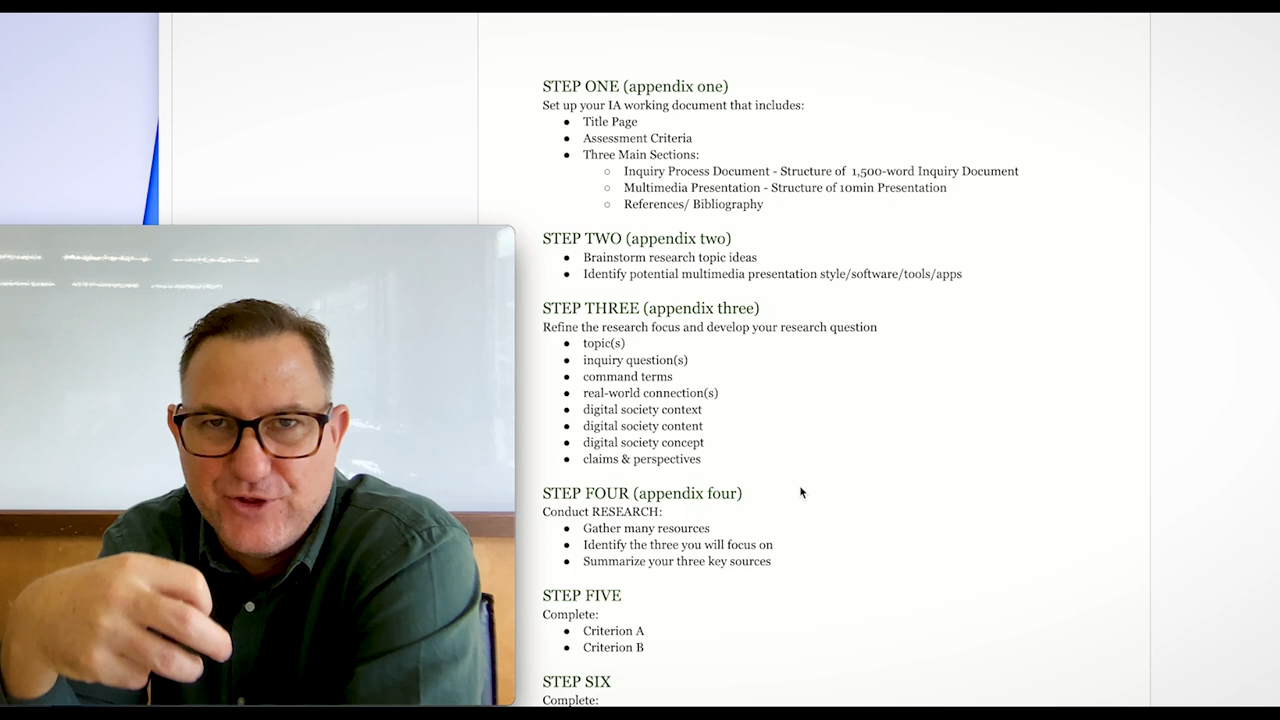 STEP ONE (appendix one)
Set up your IA working document that includes:
● Title Page
● Assessment Criteria
● Three Main Sections:
○ Inquiry Process Document - Structure of 1,500-word Inquiry Document
○ Multimedia Presentation - Structure of 10min Presentation
○ References/ Bibliography
STEP TWO (appendix two)
● Brainstorm research topic ideas
● Identify potential multimedia presentation style/software/tools/apps
STEP THREE (appendix three)
Refine the research focus and develop your research question
● topic(s)
● inquiry question(s)
● command terms
● real-world connection(s)
● digital society context
● digital society content
● digital society concept
● claims & perspectives
STEP FOUR (appendix four)
Conduct RESEARCH:
● Gather many resources
● Identify the three you will focus on
● Summarize your three key sources
STEP FIVE
Complete:
● Criterion A
● Criterion B
STEP SIX
Complete: